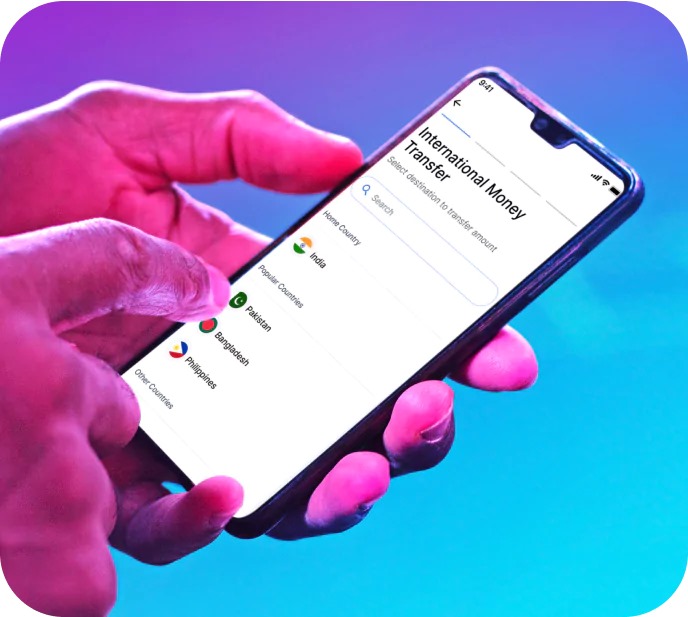 9:41
International Money
Transfer
Select destination to transfer amount
Search
Home Country
India
Popular Countries
Pakistan
Bangladesh
Philippines
Other Countries